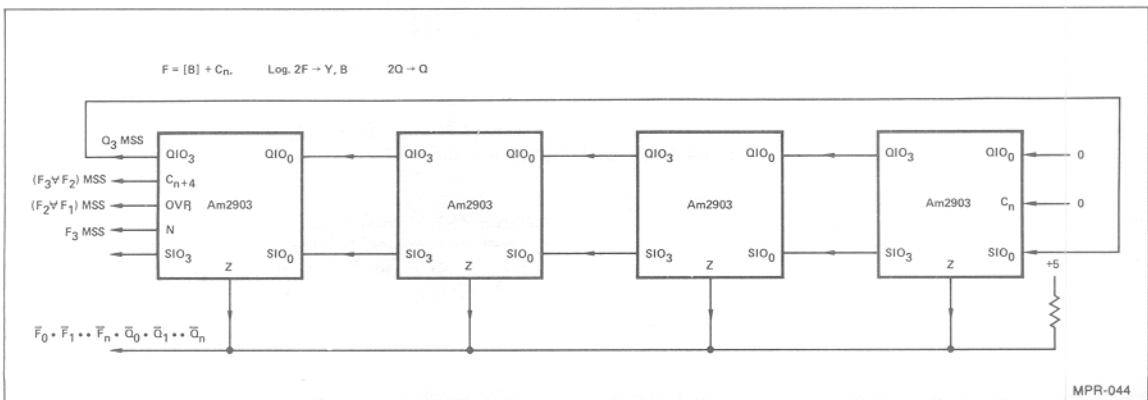 F = [B] + Cn, Log. 2F → Y, B 2Q → Q
Q3 MSS
QIO3 QIO0 QIO3 QIO0 QIO3 QIO0 QIO3 QIO0 0
(F3∀F2) MSS Cn+4
(F2∀F1) MSS OVR Am2903 Am2903 Am2903 Am2903 Cn 0
F3 MSS N
SIO3 SIO0 SIO3 SIO0 SIO3 SIO0 SIO3 SIO0
Z Z Z Z +5
F̅0 • F̅1 • • F̅n • Q̅0 • Q̅1 • • Q̅n
MPR-044